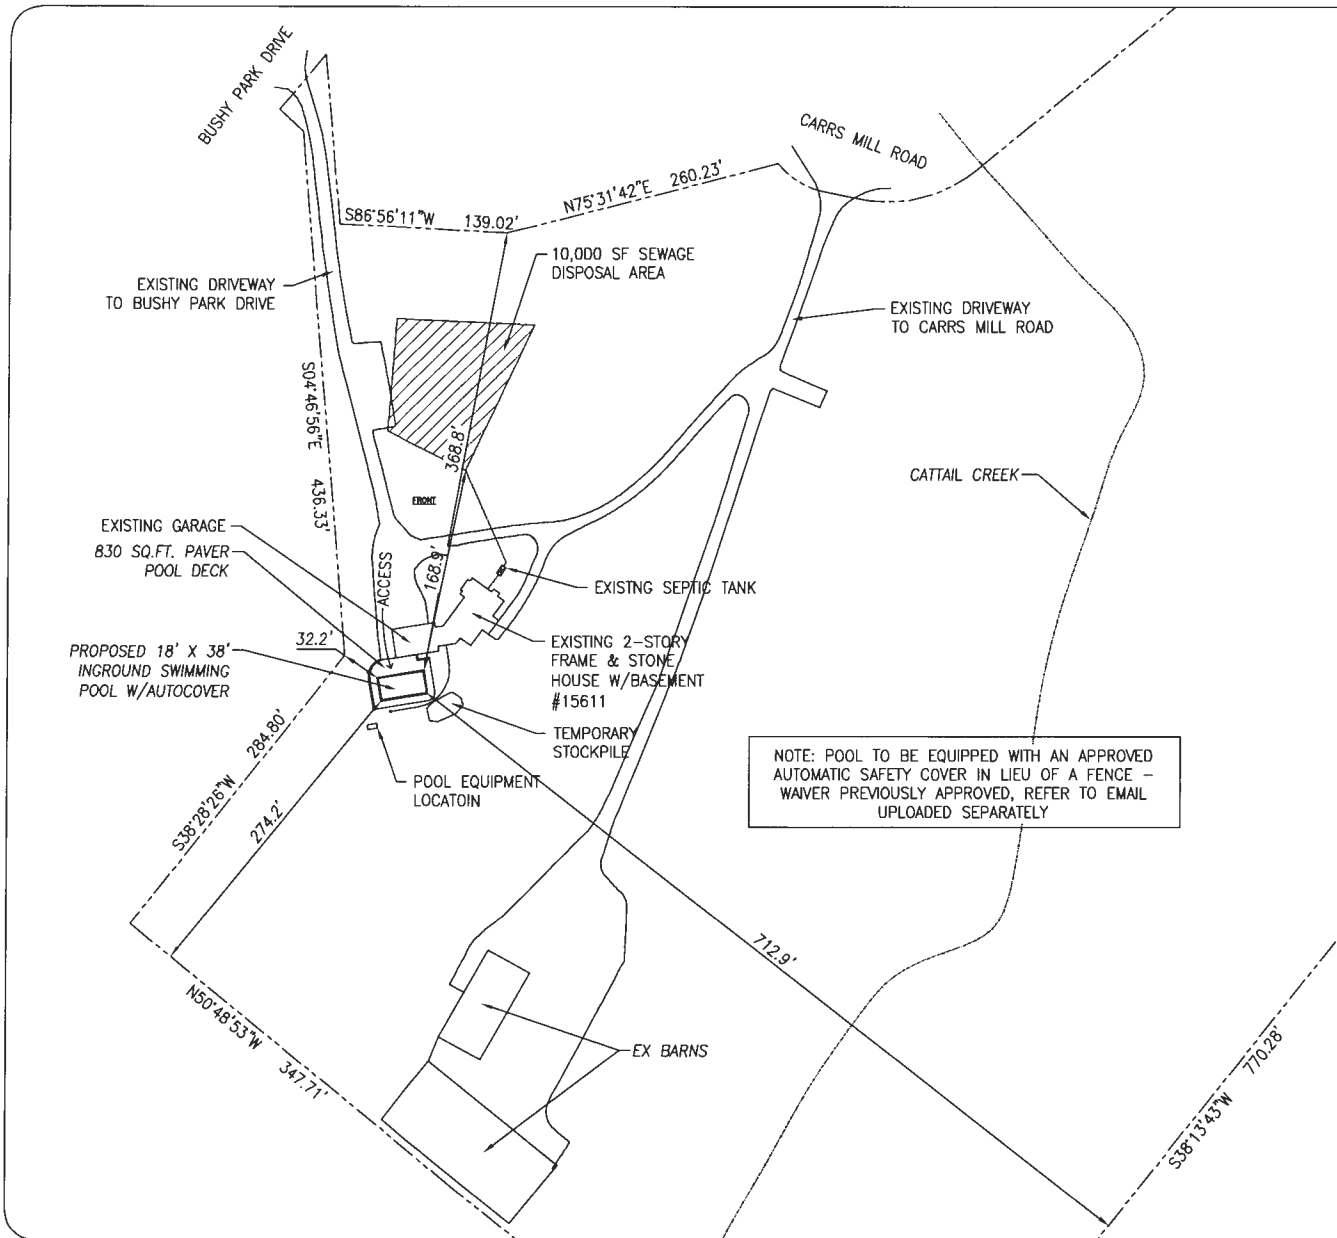 BUSHY PARK DRIVE
CARRS MILL ROAD
N75°31'42"E 260.23'
S86°56'11"W 139.02'
10,000 SF SEWAGE
DISPOSAL AREA
EXISTING DRIVEWAY
TO BUSHY PARK DRIVE
EXISTING DRIVEWAY
TO CARRS MILL ROAD
S04°46'56"E 436.33'
368.8'
CATTAIL CREEK
FRONT
EXISTING GARAGE
830 SQ.FT. PAVER
POOL DECK
ACCESS
168.9'
EXISTNG SEPTIC TANK
32.2'
PROPOSED 18' X 38'
INGROUND SWIMMING
POOL W/AUTOCOVER
EXISTING 2-STORY
FRAME & STONE
HOUSE W/BASEMENT
#15611
TEMPORARY
STOCKPILE
POOL EQUIPMENT
LOCATOIN
NOTE: POOL TO BE EQUIPPED WITH AN APPROVED
AUTOMATIC SAFETY COVER IN LIEU OF A FENCE –
WAIVER PREVIOUSLY APPROVED, REFER TO EMAIL
UPLOADED SEPARATELY
S38°28'26"W 284.80'
274.2'
712.9'
N50°48'53"W 347.71'
EX BARNS
S38°13'43"W 770.28'